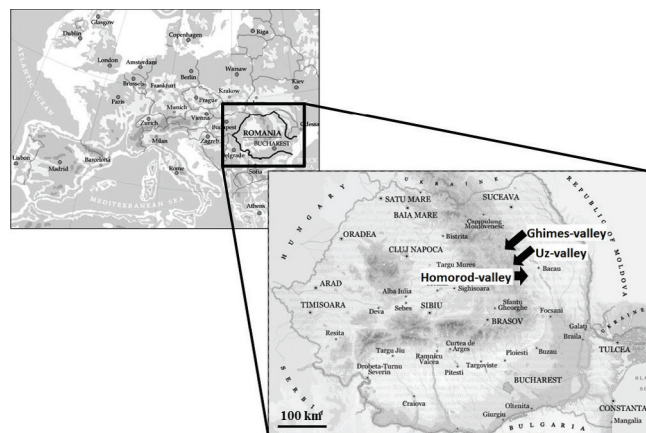 Glasgow
Dublin
Copenhagen
Riga
London
Amsterdam
Berlin
Warsaw
Brussels
Frankfurt
Kiev
Paris
Prague
Krakow
Munich
Vienna
Zurich
Budapest
Odessa
Milan
Zagreb
ROMANIA
BUCHAREST
Belgrade
Lisbon
Madrid
Barcelona
Rome
Sofia
Athens
ATLANTIC OCEAN
MEDITERRANEAN SEA
UKRAINE
HUNGARY
SATU MARE
SUCEAVA
BAIA MARE
REPUBLIC OF MOLDOVA
Campulung
Moldovenesc
ORADEA
Bistrita
Ghimes-valley
CLUJ NAPOCA
Uz-valley
Targu Mures
Bacau
Homorod-valley
ARAD
Alba Iulia
Sighisoara
TIMISOARA
Deva
Sebes
SIBIU
Sfantu
Gheorghe
Focsani
BRASOV
Galati
UKRAINE
Resita
Braila
TULCEA
Targu Jiu
Curtea de
Arges
Ramnicu
Valcea
Ploiesti
Buzau
Drobeta-Turnu
Severin
Pitesti
Targoviste
BUCHAREST
SERBIA
Craiova
Oltenita
CONSTANTA
Giurgiu
Mangalia
100 km
BULGARIA